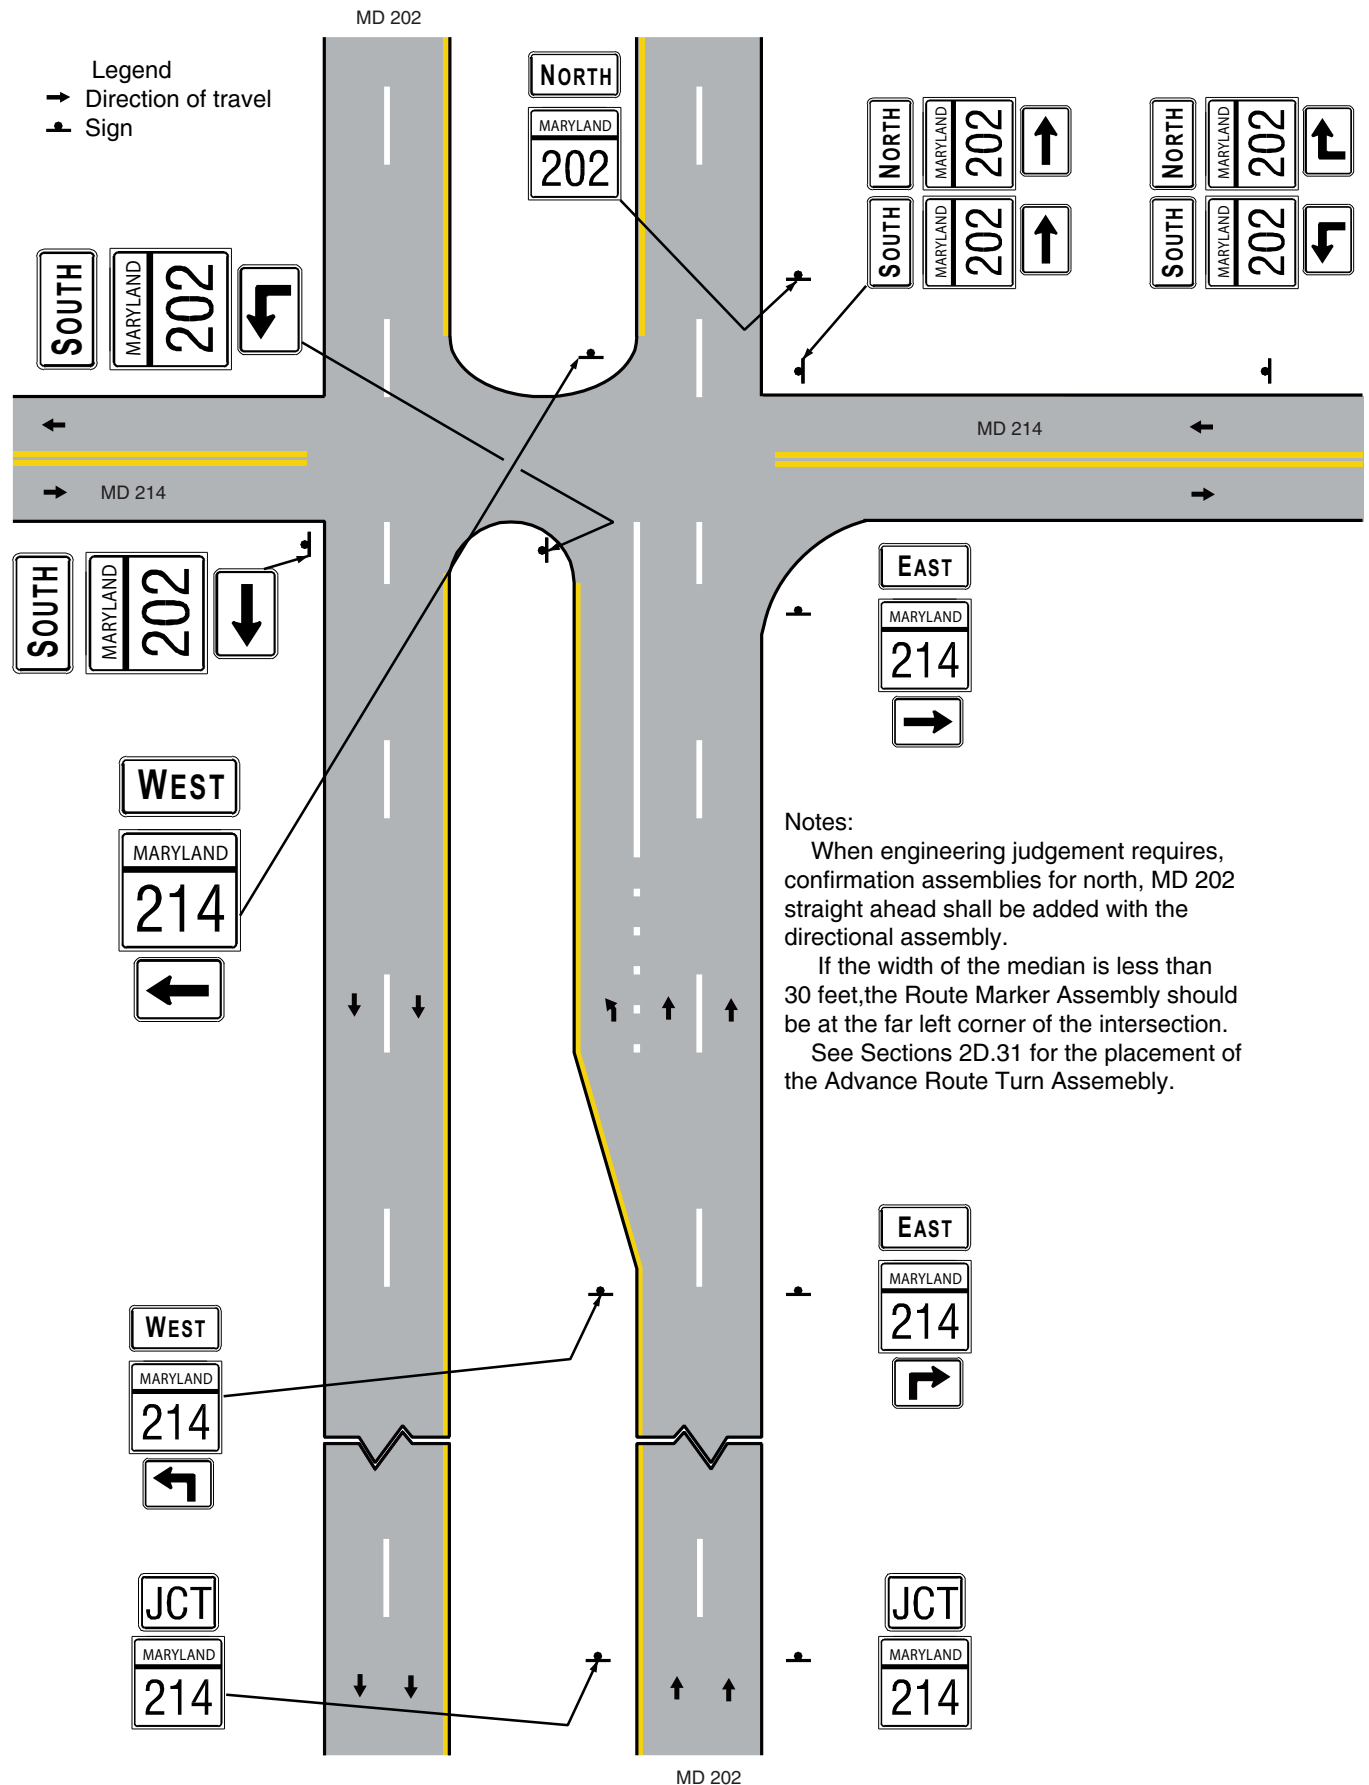 MD 202
Legend
Direction of travel
Sign
NORTH
MARYLAND
202
NORTH
MARYLAND
202
SOUTH
MARYLAND
202
NORTH
MARYLAND
202
SOUTH
MARYLAND
202
SOUTH
MARYLAND
202
MD 214
MD 214
SOUTH
MARYLAND
202
EAST
MARYLAND
214
WEST
MARYLAND
214
Notes:
When engineering judgement requires,
confirmation assemblies for north, MD 202
straight ahead shall be added with the
directional assembly.
If the width of the median is less than
30 feet,the Route Marker Assembly should
be at the far left corner of the intersection.
See Sections 2D.31 for the placement of
the Advance Route Turn Assemebly.
EAST
MARYLAND
214
WEST
MARYLAND
214
JCT
MARYLAND
214
JCT
MARYLAND
214
MD 202